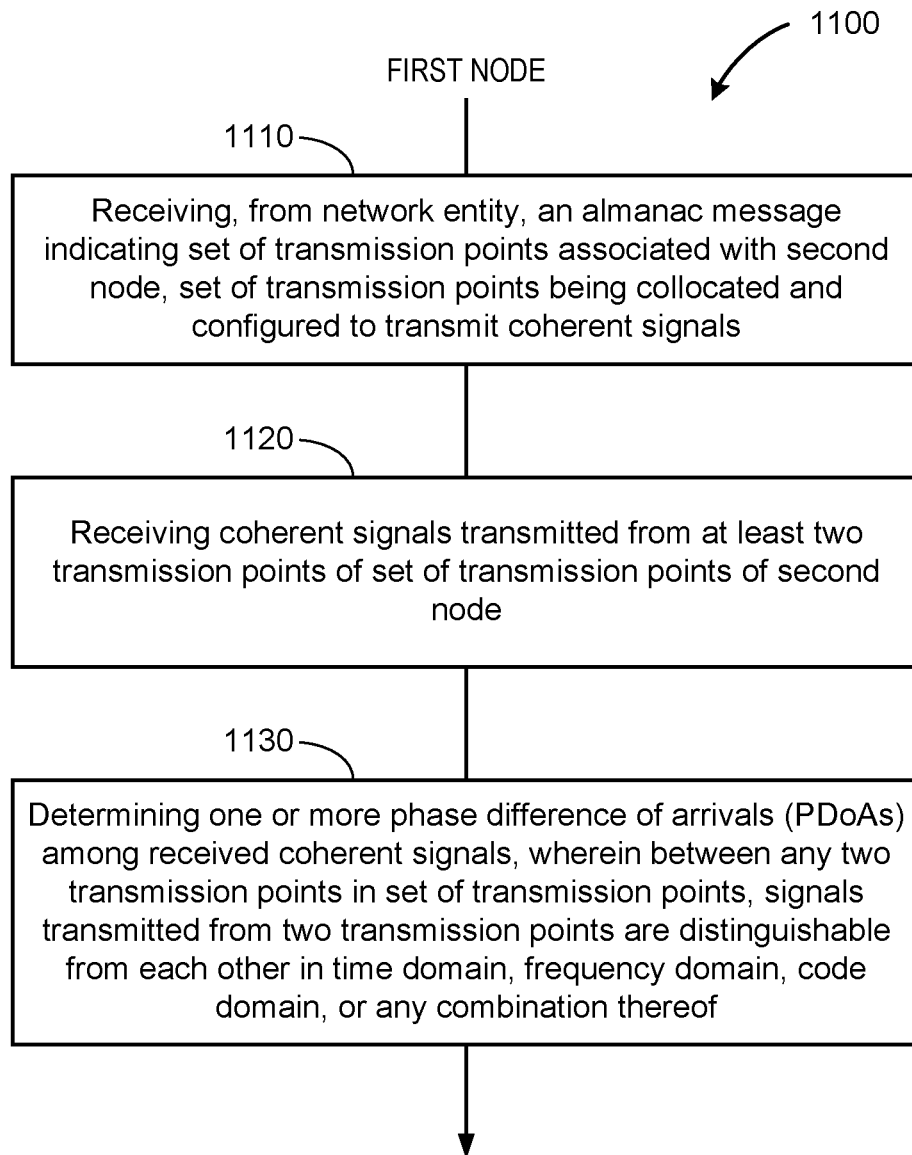 1100
FIRST NODE
1110
Receiving, from network entity, an almanac message
indicating set of transmission points associated with second
node, set of transmission points being collocated and
configured to transmit coherent signals
1120
Receiving coherent signals transmitted from at least two
transmission points of set of transmission points of second
node
1130
Determining one or more phase difference of arrivals (PDoAs)
among received coherent signals, wherein between any two
transmission points in set of transmission points, signals
transmitted from two transmission points are distinguishable
from each other in time domain, frequency domain, code
domain, or any combination thereof